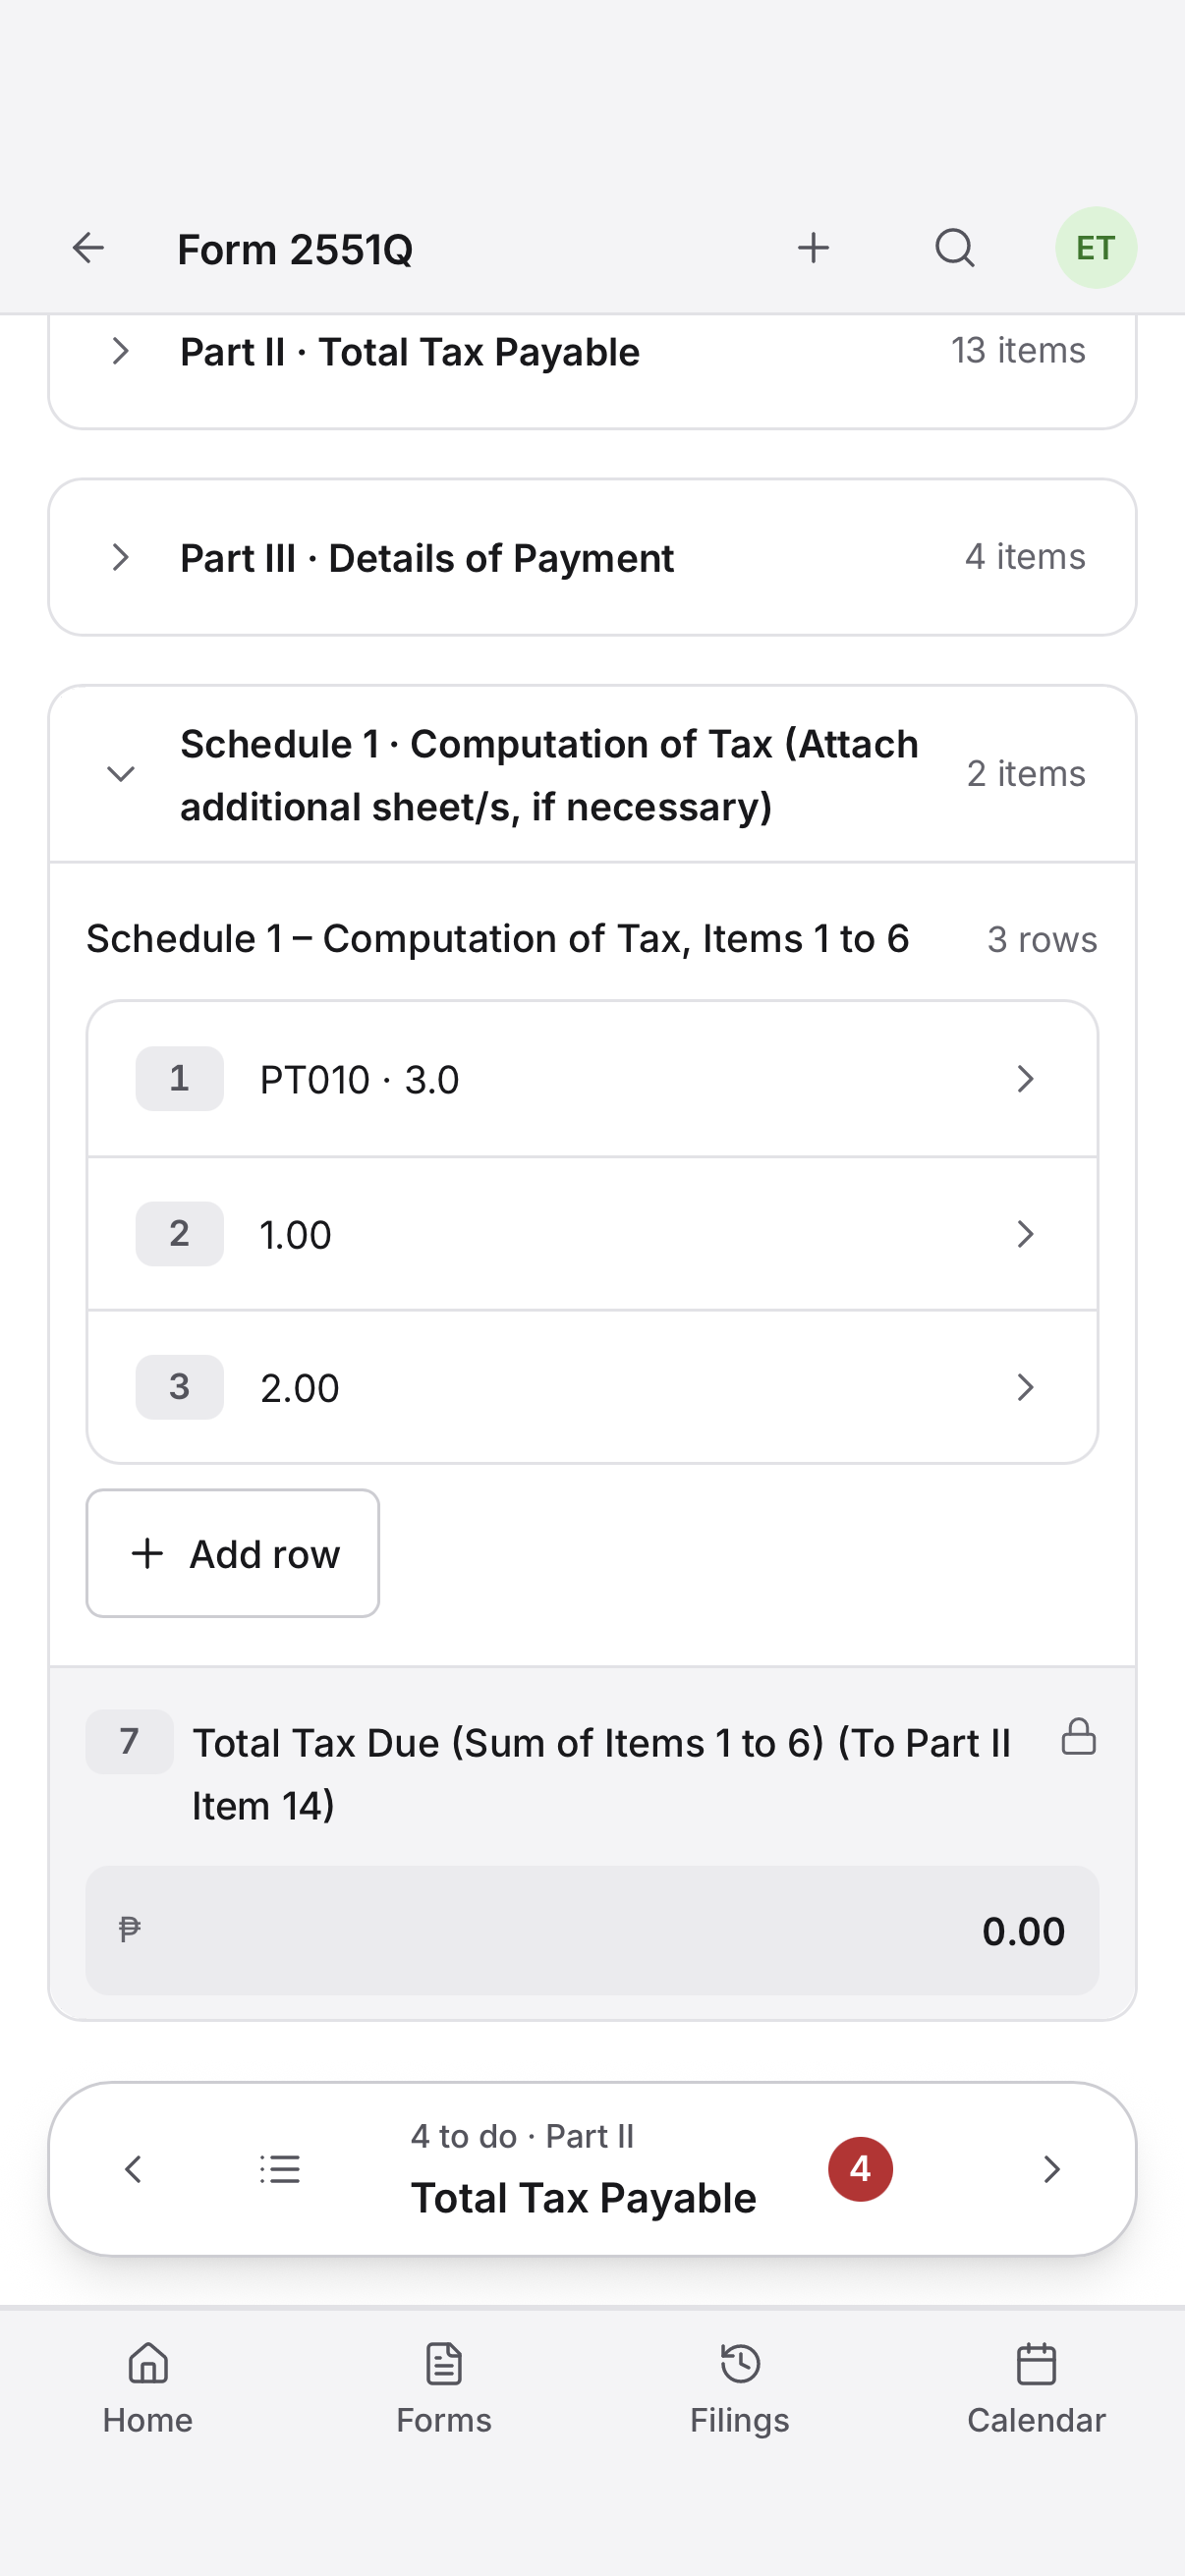 Form 2551Q
ET
Part II · Total Tax Payable
13 items
Part III · Details of Payment
4 items
Schedule 1 · Computation of Tax (Attach
additional sheet/s, if necessary)
2 items
Schedule 1 – Computation of Tax, Items 1 to 6
3 rows
1 PT010 · 3.0
2 1.00
3 2.00
+ Add row
7 Total Tax Due (Sum of Items 1 to 6) (To Part II
Item 14)
₱ 0.00
4 to do · Part II
Total Tax Payable
4
Home Forms Filings Calendar